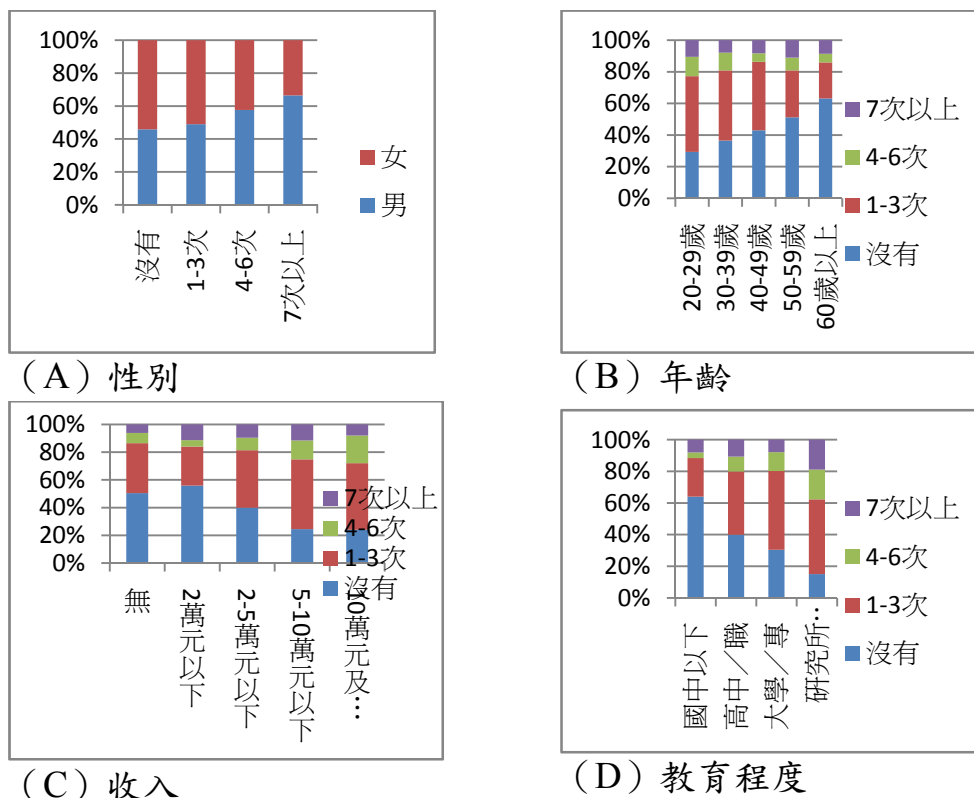 100%
80%
60%
40%
20%
0%
沒有
1-3次
4-6次
7次以上
女
男
(A)性別
100%
80%
60%
40%
20%
0%
20-29歲
30-39歲
40-49歲
50-59歲
60歲以上
7次以上
4-6次
1-3次
沒有
(B)年齡
100%
80%
60%
40%
20%
0%
無
2萬元以下
2-5萬元以下
5-10萬元以下
10萬元及…
7次以上
4-6次
1-3次
沒有
(C)收入
100%
80%
60%
40%
20%
0%
國中以下
高中/職
大學/專
研究所…
7次以上
4-6次
1-3次
沒有
(D)教育程度